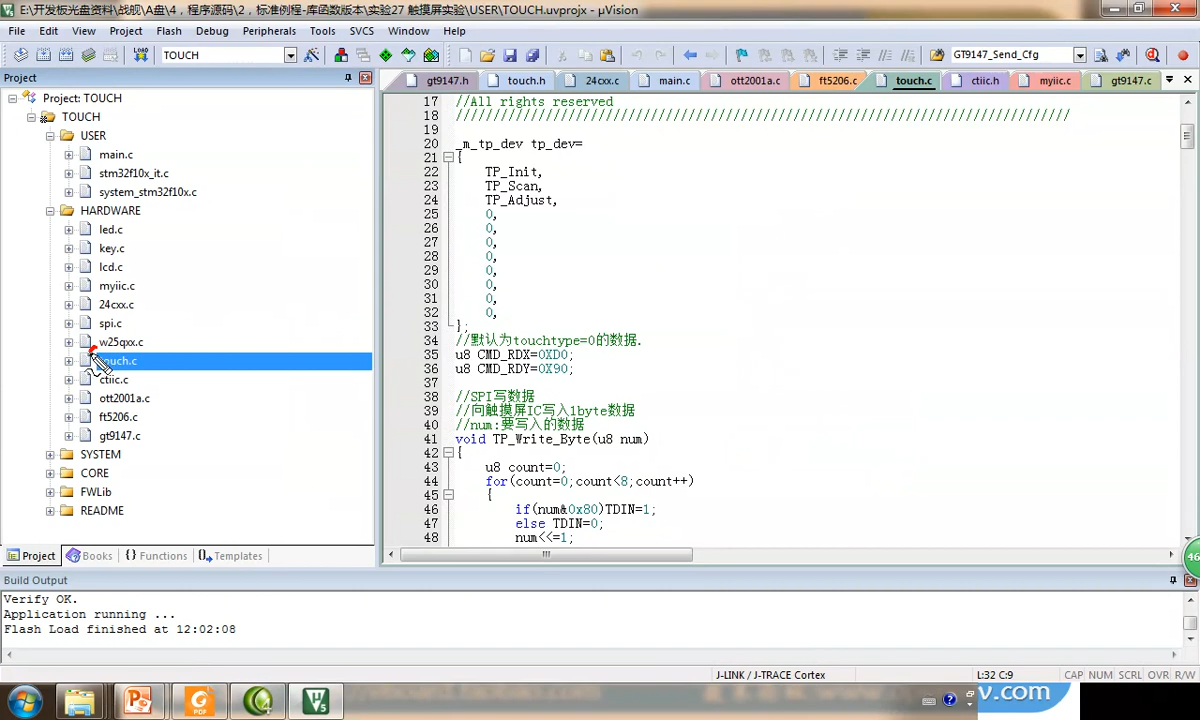 E:\开发板光盘资料\战舰\A盘\4，程序源码\2，标准例程-库函数版本\实验27 触摸屏实验\USER\TOUCH.uvprojx - µVision
File Edit View Project Flash Debug Peripherals Tools SVCS Window Help
LOAD TOUCH GT9147_Send_Cfg
Project
gt9147.h touch.h 24cxx.c main.c ott2001a.c ft5206.c touch.c ctiic.h myiic.c gt9147.c
Project: TOUCH
TOUCH
USER
main.c
stm32f10x_it.c
system_stm32f10x.c
HARDWARE
led.c
key.c
lcd.c
myiic.c
24cxx.c
spi.c
w25qxx.c
ouch.c
ctiic.c
ott2001a.c
ft5206.c
gt9147.c
SYSTEM
CORE
FWLib
README
17 //All rights reserved
18 //////////////////////////////////////////////////////////////////////////////////
19
20 _m_tp_dev tp_dev=
21 {
22 TP_Init,
23 TP_Scan,
24 TP_Adjust,
25 0,
26 0,
27 0,
28 0,
29 0,
30 0,
31 0,
32 0,
33 };
34 //默认为touchtype=0的数据.
35 u8 CMD_RDX=0XD0;
36 u8 CMD_RDY=0X90;
37
38 //SPI写数据
39 //向触摸屏IC写入1byte数据
40 //num:要写入的数据
41 void TP_Write_Byte(u8 num)
42 {
43 u8 count=0;
44 for(count=0;count<8;count++)
45 {
46 if(num&0x80)TDIN=1;
47 else TDIN=0;
48 num<<=1;
Project Books {} Functions Templates
46
Build Output
Verify OK.
Application running ...
Flash Load finished at 12:02:08
J-LINK / J-TRACE Cortex L:32 C:9 CAP NUM SCRL OVR R/W
v.com